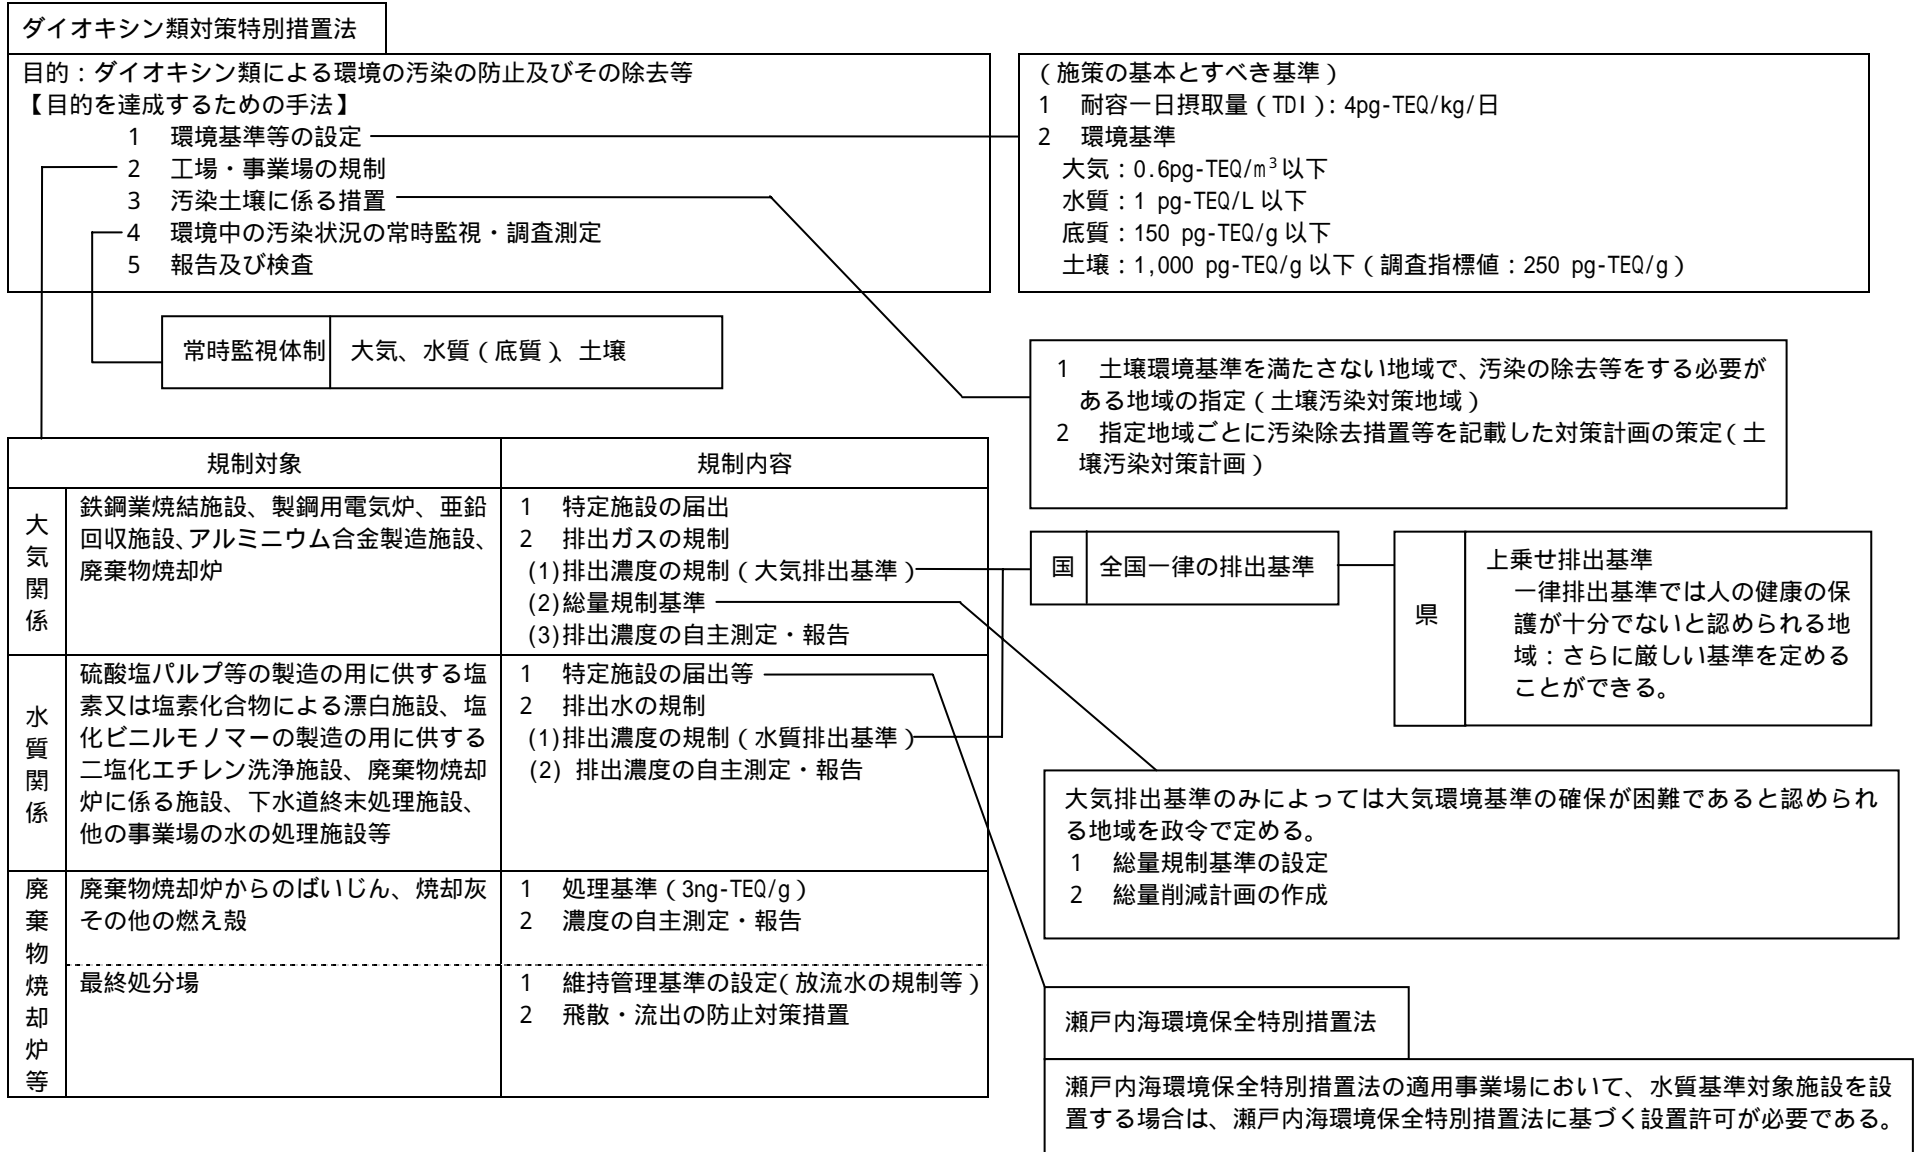 ダイオキシン類対策特別措置法
目的：ダイオキシン類による環境の汚染の防止及びその除去等
【目的を達成するための手法】
1 環境基準等の設定
2 工場・事業場の規制
3 汚染土壌に係る措置
4 環境中の汚染状況の常時監視・調査測定
5 報告及び検査
（施策の基本とすべき基準）
1 耐容一日摂取量（TDI）：4pg-TEQ/kg/日
2 環境基準
大気：0.6pg-TEQ/m³以下
水質：1 pg-TEQ/L 以下
底質：150 pg-TEQ/g 以下
土壌：1,000 pg-TEQ/g 以下（調査指標値：250 pg-TEQ/g）
常時監視体制 大気、水質（底質）、土壌
1 土壌環境基準を満たさない地域で、汚染の除去等をする必要が
ある地域の指定（土壌汚染対策地域）
2 指定地域ごとに汚染除去措置等を記載した対策計画の策定（土
壌汚染対策計画）
規制対象 規制内容
大気関係
鉄鋼業焼結施設、製鋼用電気炉、亜鉛
回収施設、アルミニウム合金製造施設、
廃棄物焼却炉
1 特定施設の届出
2 排出ガスの規制
(1)排出濃度の規制（大気排出基準）
(2)総量規制基準
(3)排出濃度の自主測定・報告
国 全国一律の排出基準
県
上乗せ排出基準
一律排出基準では人の健康の保
護が十分でないと認められる地
域：さらに厳しい基準を定める
ことができる。
水質関係
硫酸塩パルプ等の製造の用に供する塩
素又は塩素化合物による漂白施設、塩
化ビニルモノマーの製造の用に供する
二塩化エチレン洗浄施設、廃棄物焼却
炉に係る施設、下水道終末処理施設、
他の事業場の水の処理施設等
1 特定施設の届出等
2 排出水の規制
(1)排出濃度の規制（水質排出基準）
(2) 排出濃度の自主測定・報告
大気排出基準のみによっては大気環境基準の確保が困難であると認められ
る地域を政令で定める。
1 総量規制基準の設定
2 総量削減計画の作成
廃棄物焼却炉等
廃棄物焼却炉からのばいじん、焼却灰
その他の燃え殻
1 処理基準（3ng-TEQ/g）
2 濃度の自主測定・報告
最終処分場
1 維持管理基準の設定（放流水の規制等）
2 飛散・流出の防止対策措置
瀬戸内海環境保全特別措置法
瀬戸内海環境保全特別措置法の適用事業場において、水質基準対象施設を設
置する場合は、瀬戸内海環境保全特別措置法に基づく設置許可が必要である。